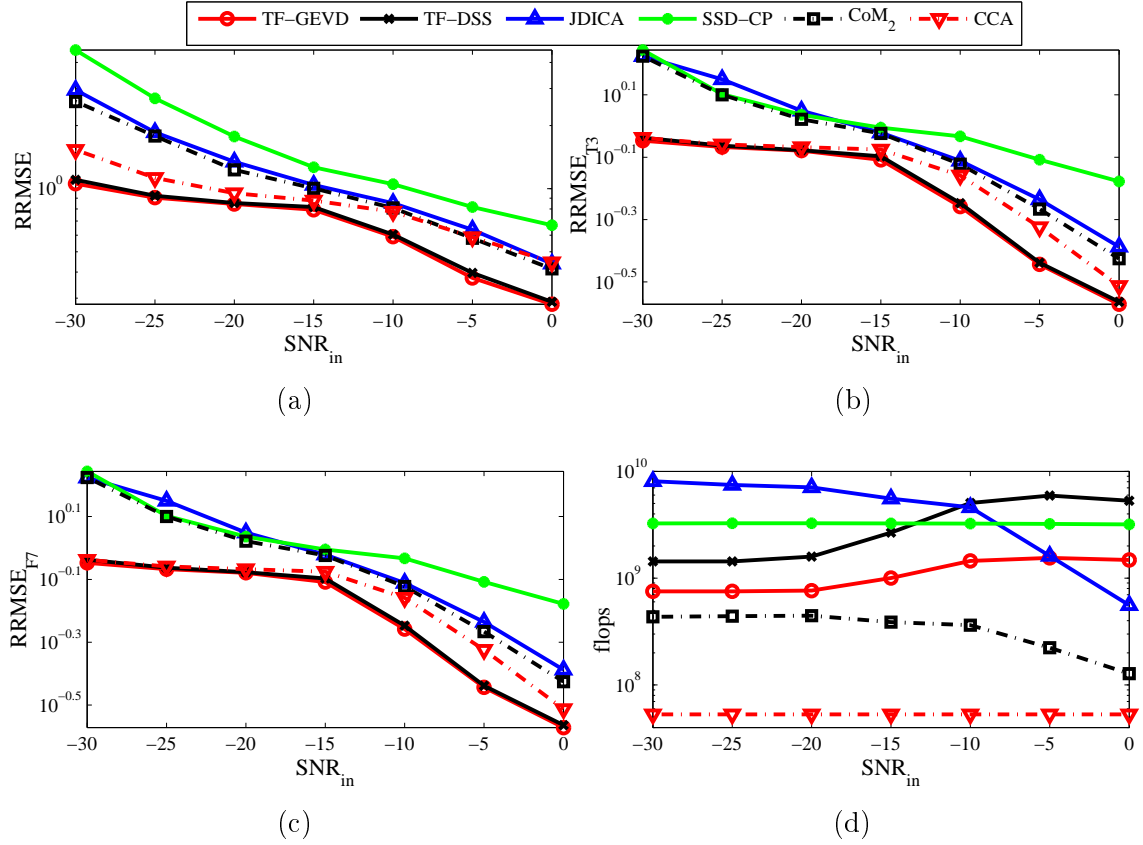 TF−GEVD TF−DSS JDICA SSD−CP CoM2 CCA
10^0
RRMSE
−30 −25 −20 −15 −10 −5 0
SNRin
(a)
10^0.1
10^−0.1
10^−0.3
10^−0.5
RRMSET3
−30 −25 −20 −15 −10 −5 0
SNRin
(b)
10^0.1
10^−0.1
10^−0.3
10^−0.5
RRMSEF7
−30 −25 −20 −15 −10 −5 0
SNRin
(c)
10^10
10^9
10^8
flops
−30 −25 −20 −15 −10 −5 0
SNRin
(d)